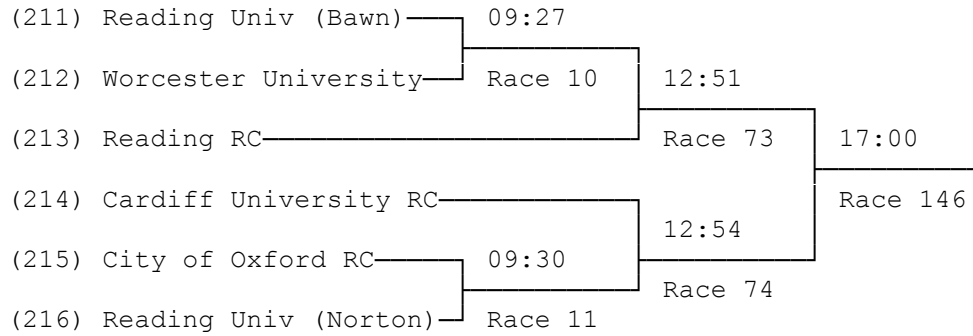 (211) Reading Univ (Bawn) 09:27
(212) Worcester University Race 10 12:51
(213) Reading RC Race 73 17:00
(214) Cardiff University RC Race 146
12:54
(215) City of Oxford RC 09:30
Race 74
(216) Reading Univ (Norton) Race 11